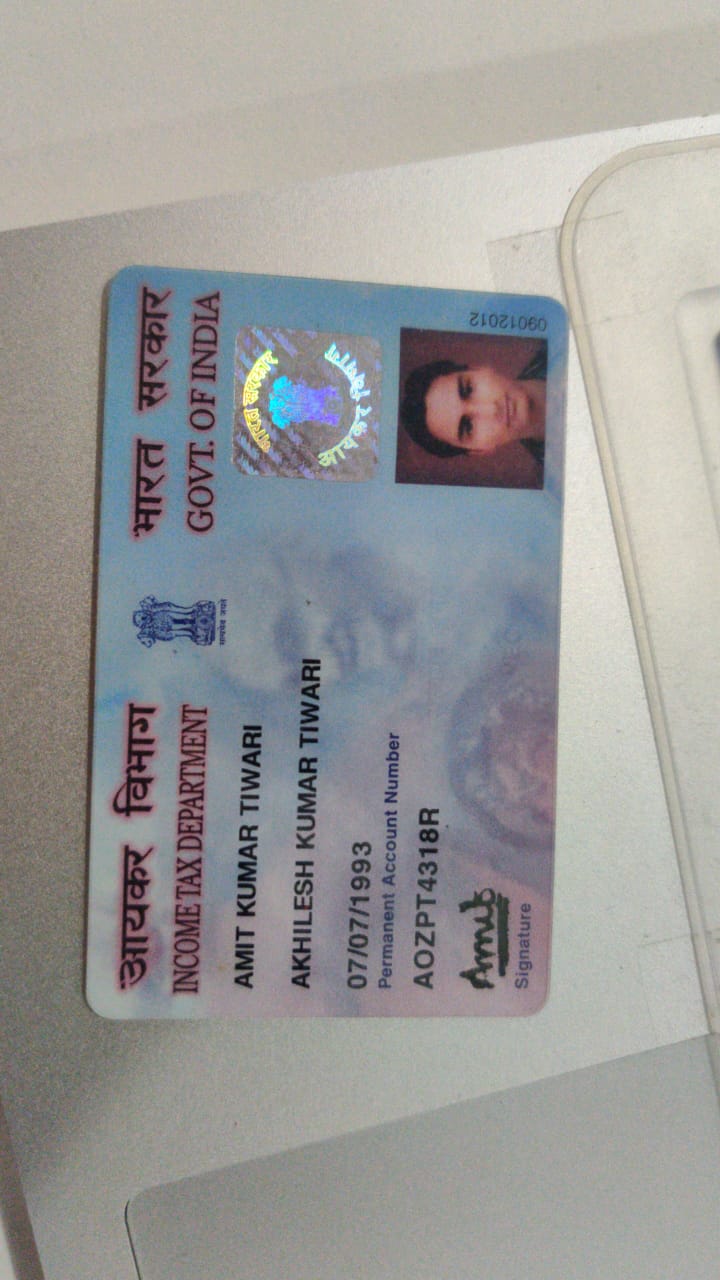 आयकर विभाग
INCOME TAX DEPARTMENT
सत्यमेव जयते
भारत सरकार
GOVT. OF INDIA
AMIT KUMAR TIWARI
AKHILESH KUMAR TIWARI
07/07/1993
Permanent Account Number
AOZPT4318R
Amit
Signature
भारत सरकार
आयकर विभाग
09012012